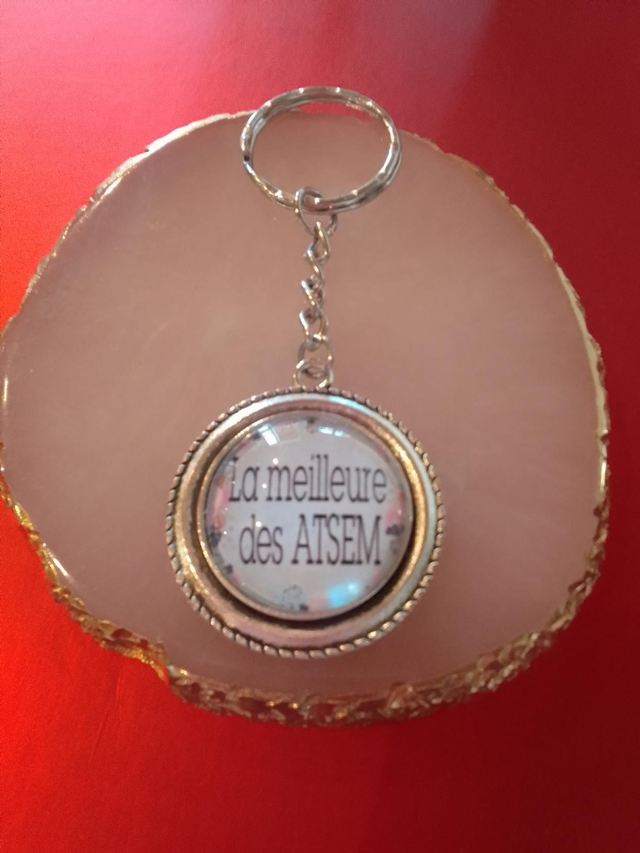 La meilleure
des ATSEM